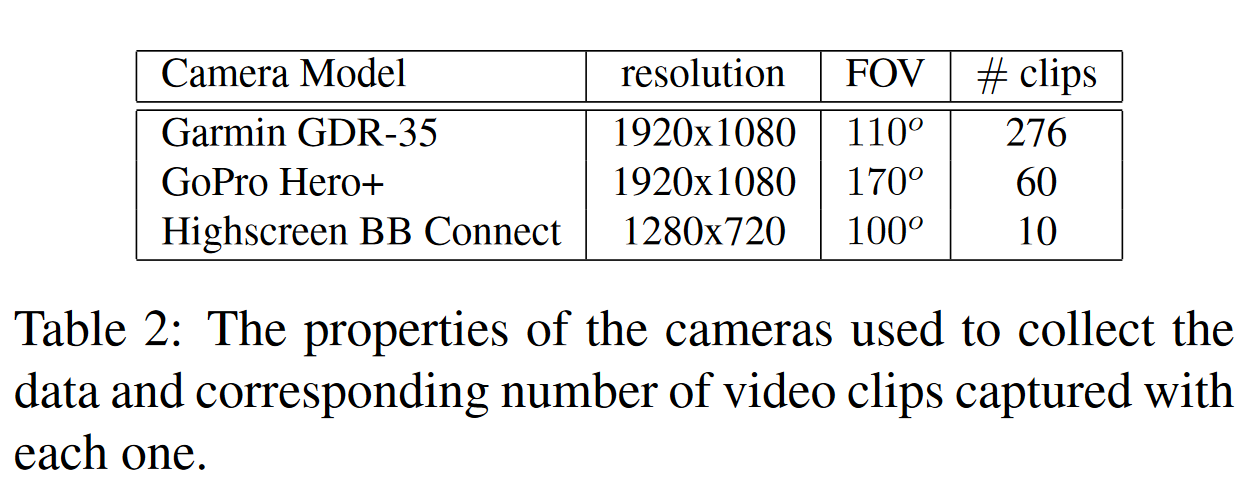 Camera Model resolution FOV # clips
Garmin GDR-35 1920x1080 110° 276
GoPro Hero+ 1920x1080 170° 60
Highscreen BB Connect 1280x720 100° 10
Table 2: The properties of the cameras used to collect the
data and corresponding number of video clips captured with
each one.